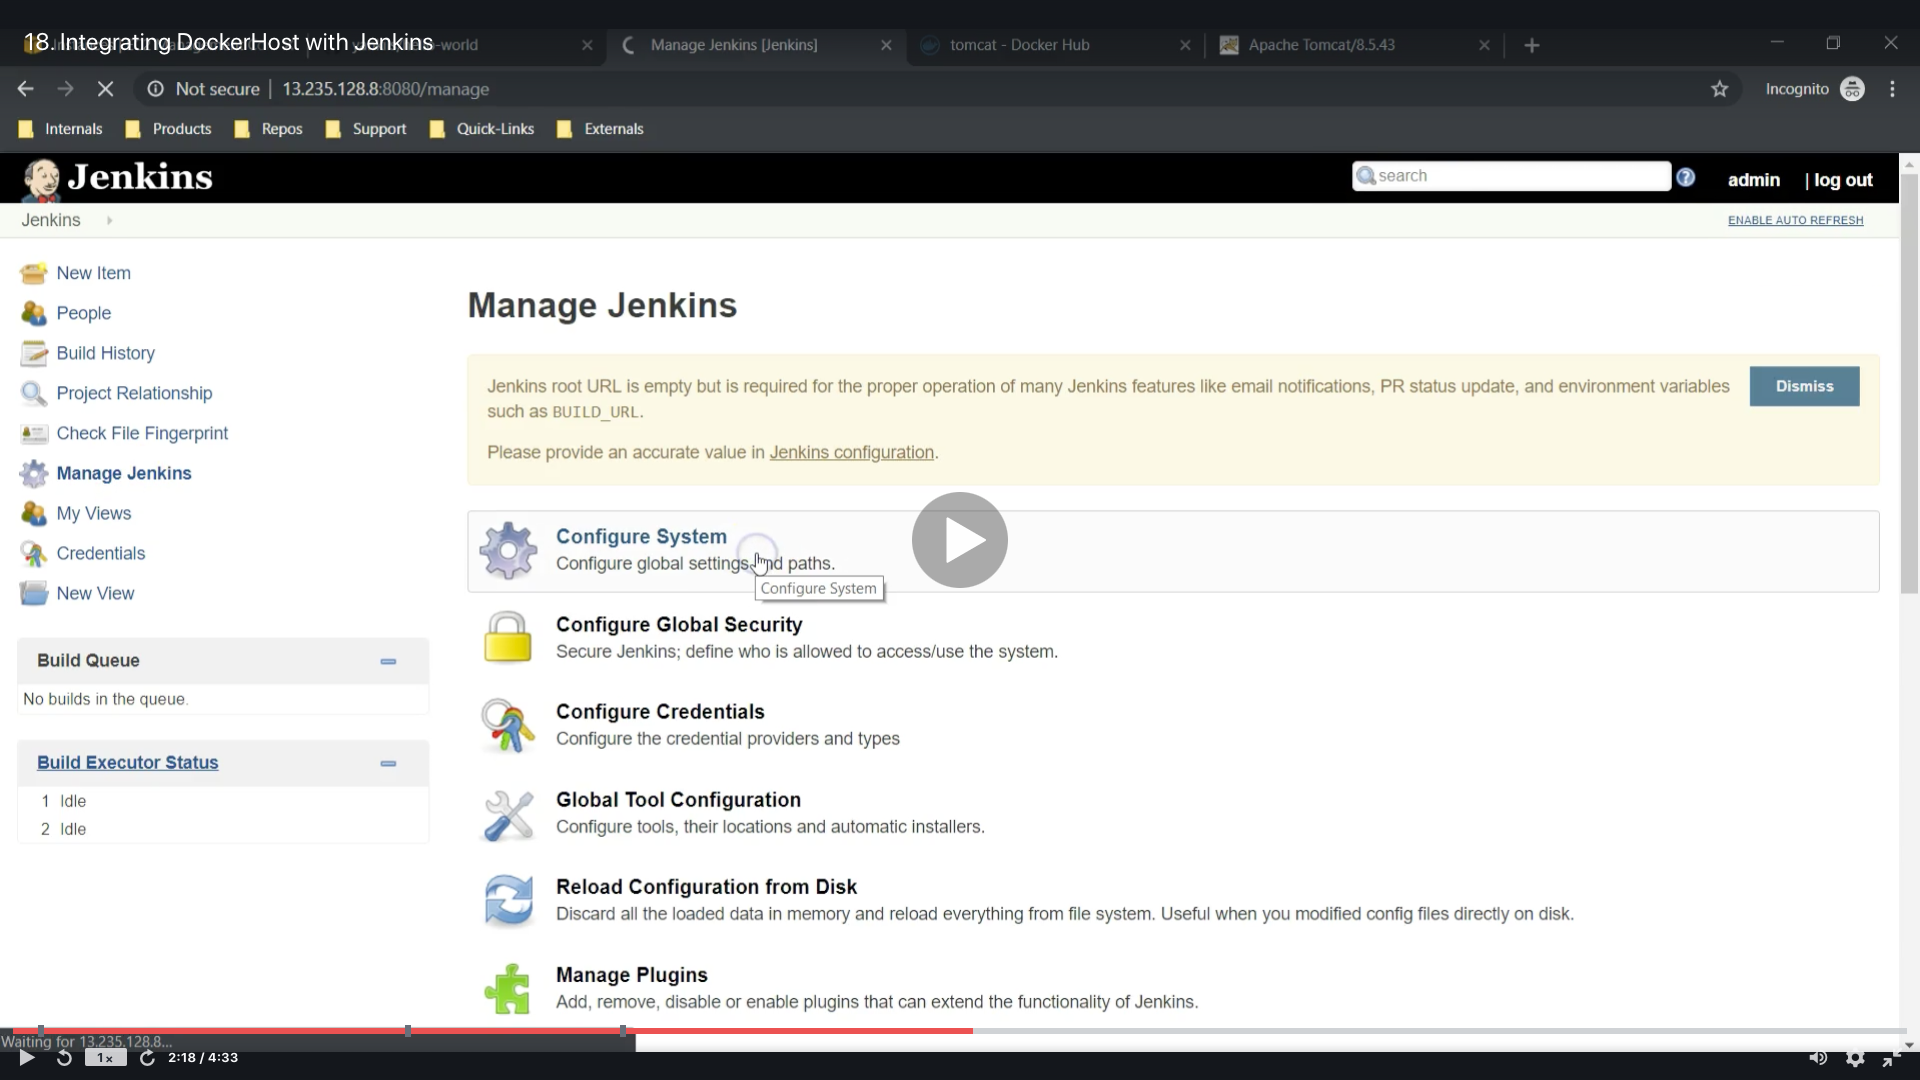 18. Integrating DockerHost with Jenkins
-world
Manage Jenkins [Jenkins]
tomcat - Docker Hub
Apache Tomcat/8.5.43
Not secure | 13.235.128.8:8080/manage
Incognito
Internals
Products
Repos
Support
Quick-Links
Externals
Jenkins
search
admin
| log out
Jenkins
ENABLE AUTO REFRESH
New Item
People
Build History
Project Relationship
Check File Fingerprint
Manage Jenkins
My Views
Credentials
New View
Build Queue
No builds in the queue.
Build Executor Status
1 Idle
2 Idle
Manage Jenkins
Jenkins root URL is empty but is required for the proper operation of many Jenkins features like email notifications, PR status update, and environment variables
such as BUILD_URL.
Please provide an accurate value in Jenkins configuration.
Dismiss
Configure System
Configure global settings and paths.
Configure System
Configure Global Security
Secure Jenkins; define who is allowed to access/use the system.
Configure Credentials
Configure the credential providers and types
Global Tool Configuration
Configure tools, their locations and automatic installers.
Reload Configuration from Disk
Discard all the loaded data in memory and reload everything from file system. Useful when you modified config files directly on disk.
Manage Plugins
Add, remove, disable or enable plugins that can extend the functionality of Jenkins.
Waiting for 13.235.128.8...
1x
2:18 / 4:33